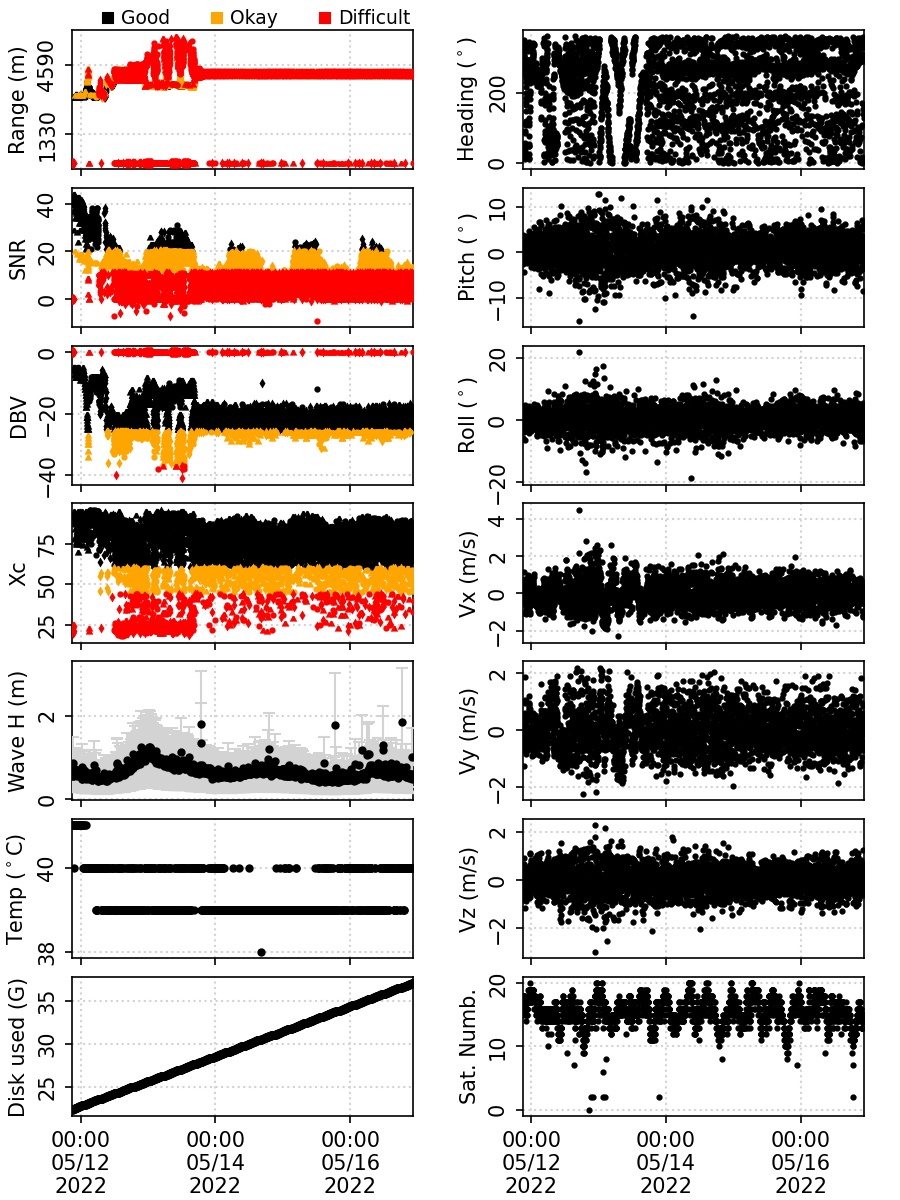 Good Okay Difficult
Range (m)
4590
1330
Heading (°)
200
0
SNR
40
20
0
Pitch (°)
10
0
−10
DBV
0
−20
−40
Roll (°)
20
0
−20
Xc
75
50
25
Vx (m/s)
4
2
0
−2
Wave H (m)
2
0
Vy (m/s)
2
0
−2
Temp (°C)
40
38
Vz (m/s)
2
0
−2
Disk used (G)
35
30
25
Sat. Numb.
20
10
0
00:00 00:00 00:00
05/12 05/14 05/16
2022 2022 2022
00:00 00:00 00:00
05/12 05/14 05/16
2022 2022 2022